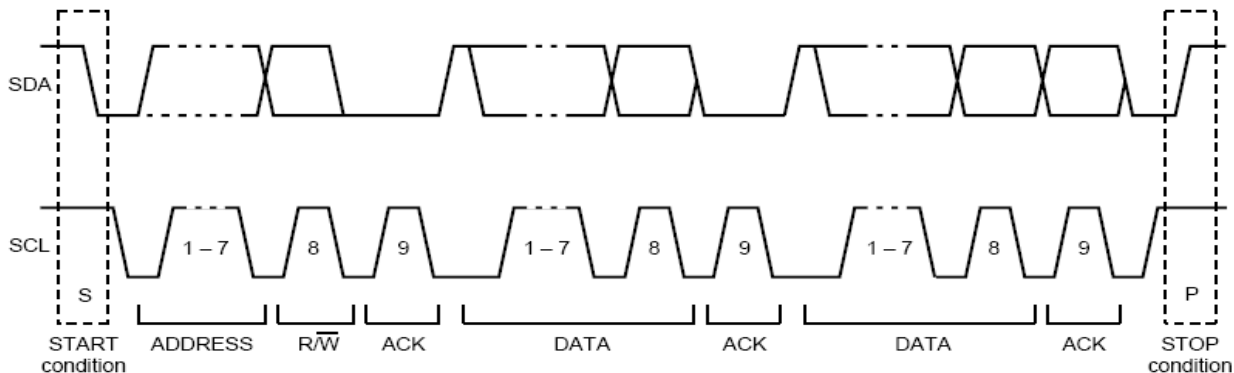 SDA
SCL
1 – 7 8 9 1 – 7 8 9 1 – 7 8 9
S P
START condition ADDRESS R/W̅ ACK DATA ACK DATA ACK STOP condition